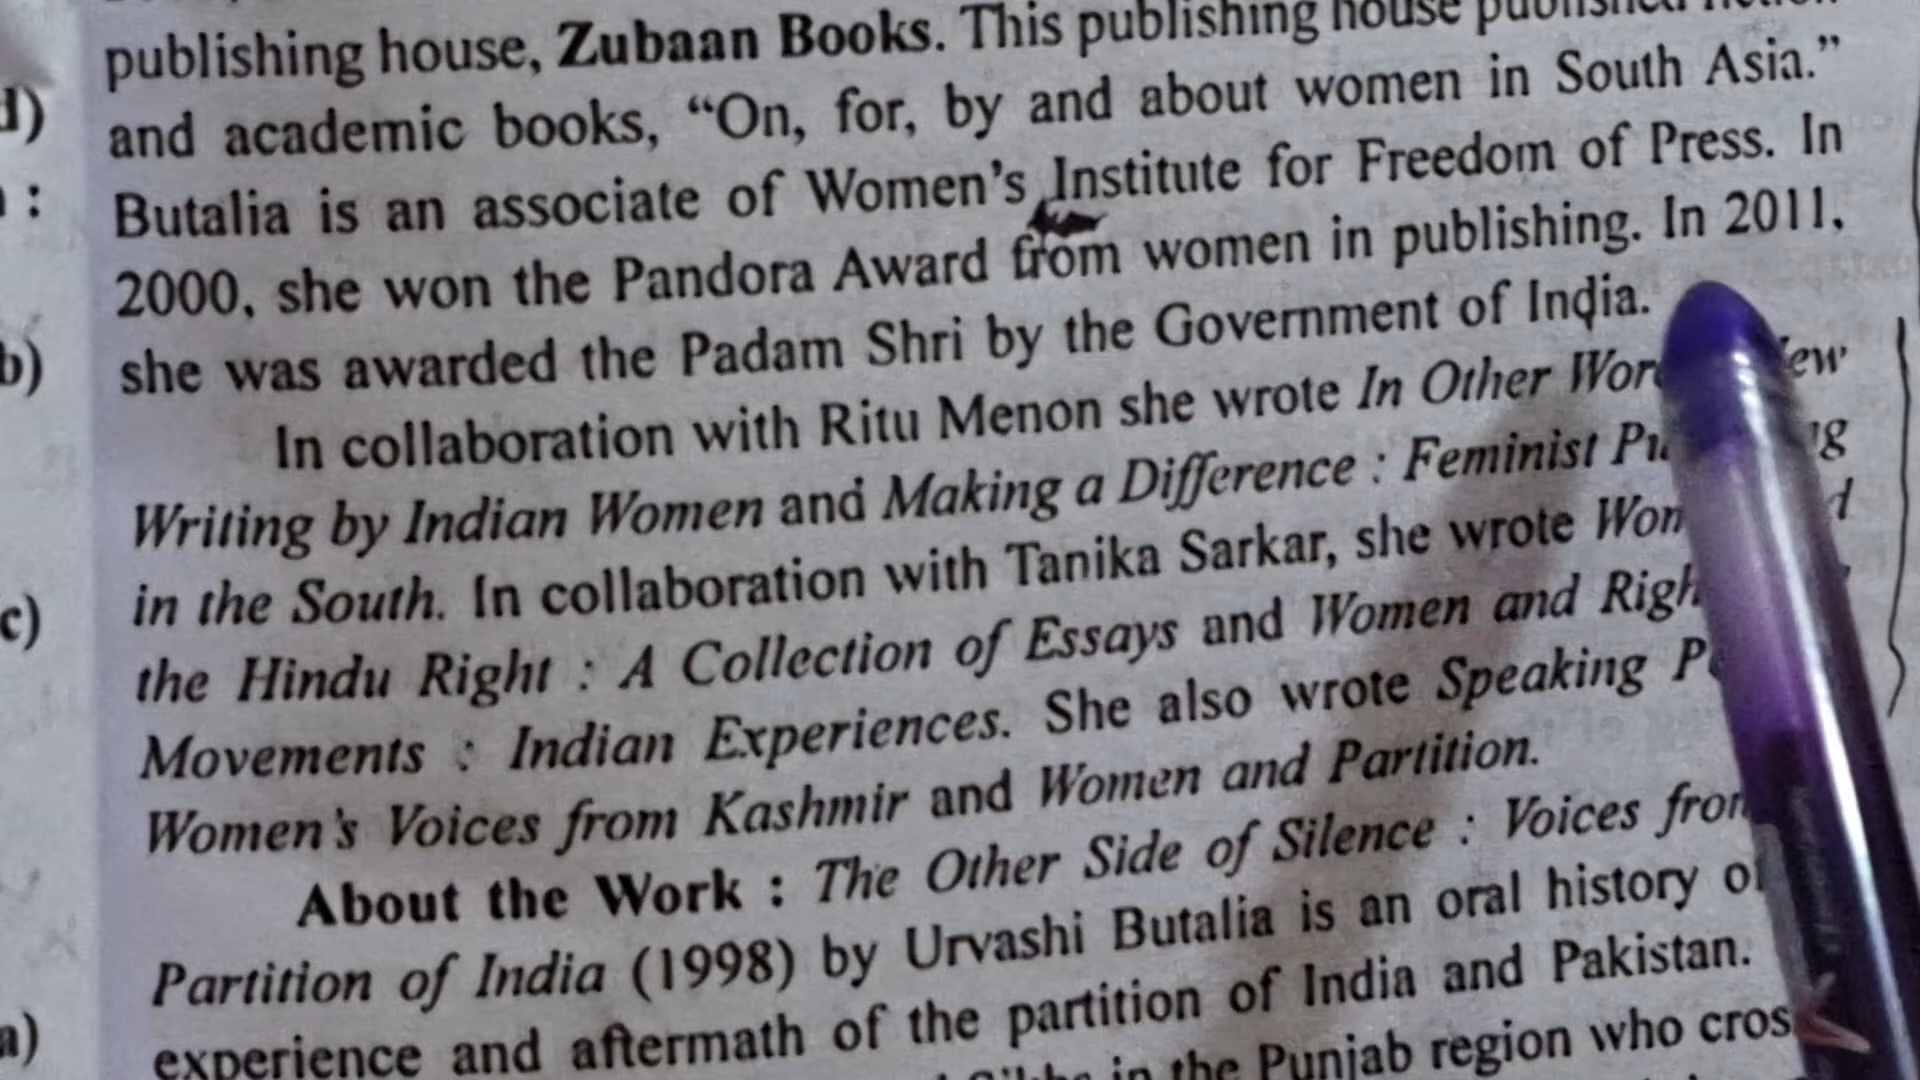 publishing house, Zubaan Books. This publishing house published fiction
d) and academic books, “On, for, by and about women in South Asia.”
: Butalia is an associate of Women’s Institute for Freedom of Press. In
2000, she won the Pandora Award from women in publishing. In 2011,
b) she was awarded the Padam Shri by the Government of India.
In collaboration with Ritu Menon she wrote In Other
Writing by Indian Women and Making a Difference : Feminist
c) in the South. In collaboration with Tanika Sarkar, she wrote
the Hindu Right : A Collection of Essays and Women and
Movements : Indian Experiences. She also wrote Speaking
Women’s Voices from Kashmir and Women and Partition.
About the Work : The Other Side of Silence : Voices from
Partition of India (1998) by Urvashi Butalia is an oral history of
a) experience and aftermath of the partition of India and Pakistan.
in the Punjab region who